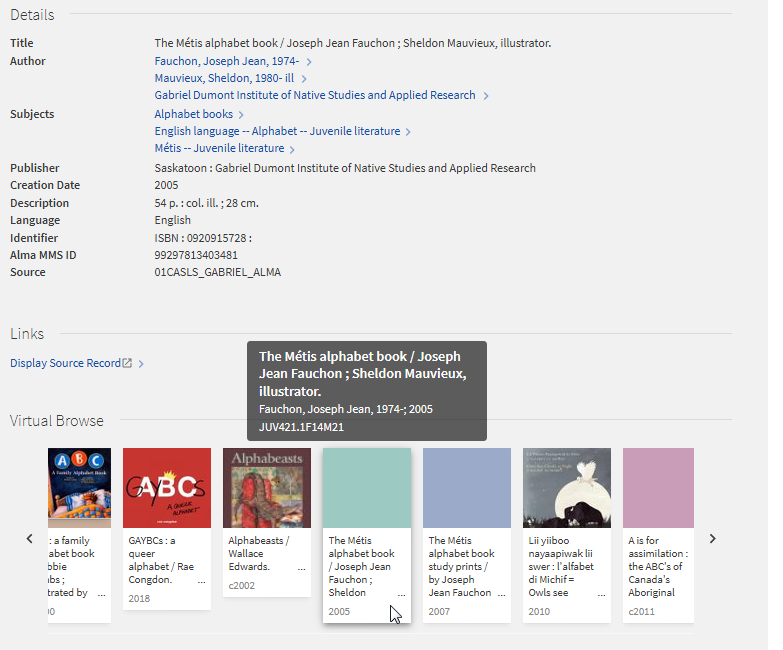 Details
Title The Métis alphabet book / Joseph Jean Fauchon ; Sheldon Mauvieux, illustrator.
Author Fauchon, Joseph Jean, 1974-
Mauvieux, Sheldon, 1980- ill
Gabriel Dumont Institute of Native Studies and Applied Research
Subjects Alphabet books
English language -- Alphabet -- Juvenile literature
Métis -- Juvenile literature
Publisher Saskatoon : Gabriel Dumont Institute of Native Studies and Applied Research
Creation Date 2005
Description 54 p. : col. ill. ; 28 cm.
Language English
Identifier ISBN : 0920915728 :
Alma MMS ID 99297813403481
Source 01CASLS_GABRIEL_ALMA
Links
Display Source Record
The Métis alphabet book / Joseph
Jean Fauchon ; Sheldon Mauvieux,
illustrator.
Fauchon, Joseph Jean, 1974-; 2005
JUV421.1F14M21
Virtual Browse
ABC
A Family Alphabet Book
: a family
abet book
bbie
bs ;
trated by ...
00
GAYBCs
A QUEER
ALPHABET
GAYBCs : a
queer
alphabet / Rae
Congdon. ...
2018
Alphabeasts
Alphabeasts /
Wallace
Edwards. ...
c2002
The Métis
alphabet book
/ Joseph Jean
Fauchon ;
Sheldon ...
2005
The Métis
alphabet book
study prints /
by Joseph
Jean Fauchon ...
2007
Lii yiiboo
nayaapiwak lii
swer : l'alfabet
di Michif =
Owls see ...
2010
A is for
assimilation :
the ABC's of
Canada's
Aboriginal
c2011